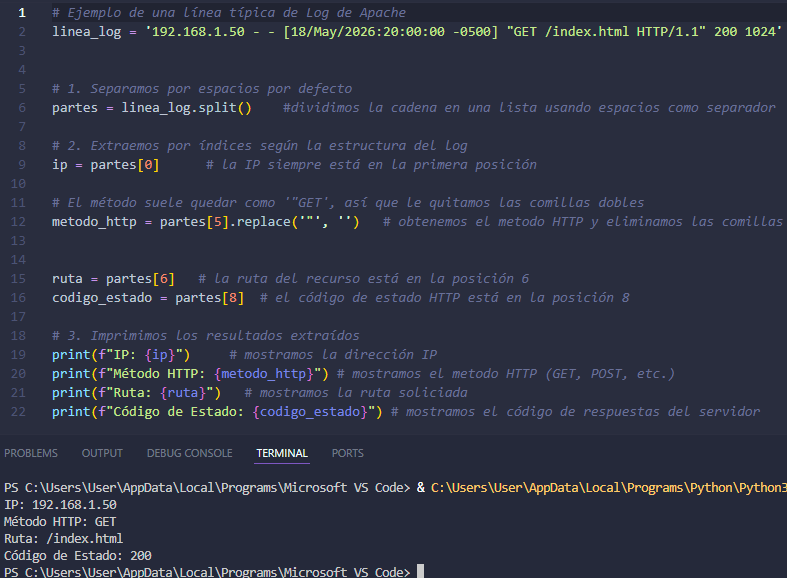 1 # Ejemplo de una línea típica de Log de Apache
2 linea_log = '192.168.1.50 - - [18/May/2026:20:00:00 -0500] "GET /index.html HTTP/1.1" 200 1024'
3
4
5 # 1. Separamos por espacios por defecto
6 partes = linea_log.split() #dividimos la cadena en una lista usando espacios como separador
7
8 # 2. Extraemos por índices según la estructura del log
9 ip = partes[0] # la IP siempre está en la primera posición
10
11 # El método suele quedar como '"GET', así que le quitamos las comillas dobles
12 metodo_http = partes[5].replace('"', '') # obtenemos el metodo HTTP y eliminamos las comillas
13
14
15 ruta = partes[6] # la ruta del recurso está en la posición 6
16 codigo_estado = partes[8] # el código de estado HTTP está en la posición 8
17
18 # 3. Imprimimos los resultados extraídos
19 print(f"IP: {ip}") # mostramos la dirección IP
20 print(f"Método HTTP: {metodo_http}") # mostramos el metodo HTTP (GET, POST, etc.)
21 print(f"Ruta: {ruta}") # mostramos la ruta soliciada
22 print(f"Código de Estado: {codigo_estado}") # mostramos el código de respuestas del servidor
PROBLEMS OUTPUT DEBUG CONSOLE TERMINAL PORTS
PS C:\Users\User\AppData\Local\Programs\Microsoft VS Code> & C:\Users\User\AppData\Local\Programs\Python\Python3
IP: 192.168.1.50
Método HTTP: GET
Ruta: /index.html
Código de Estado: 200
PS C:\Users\User\AppData\Local\Programs\Microsoft VS Code>